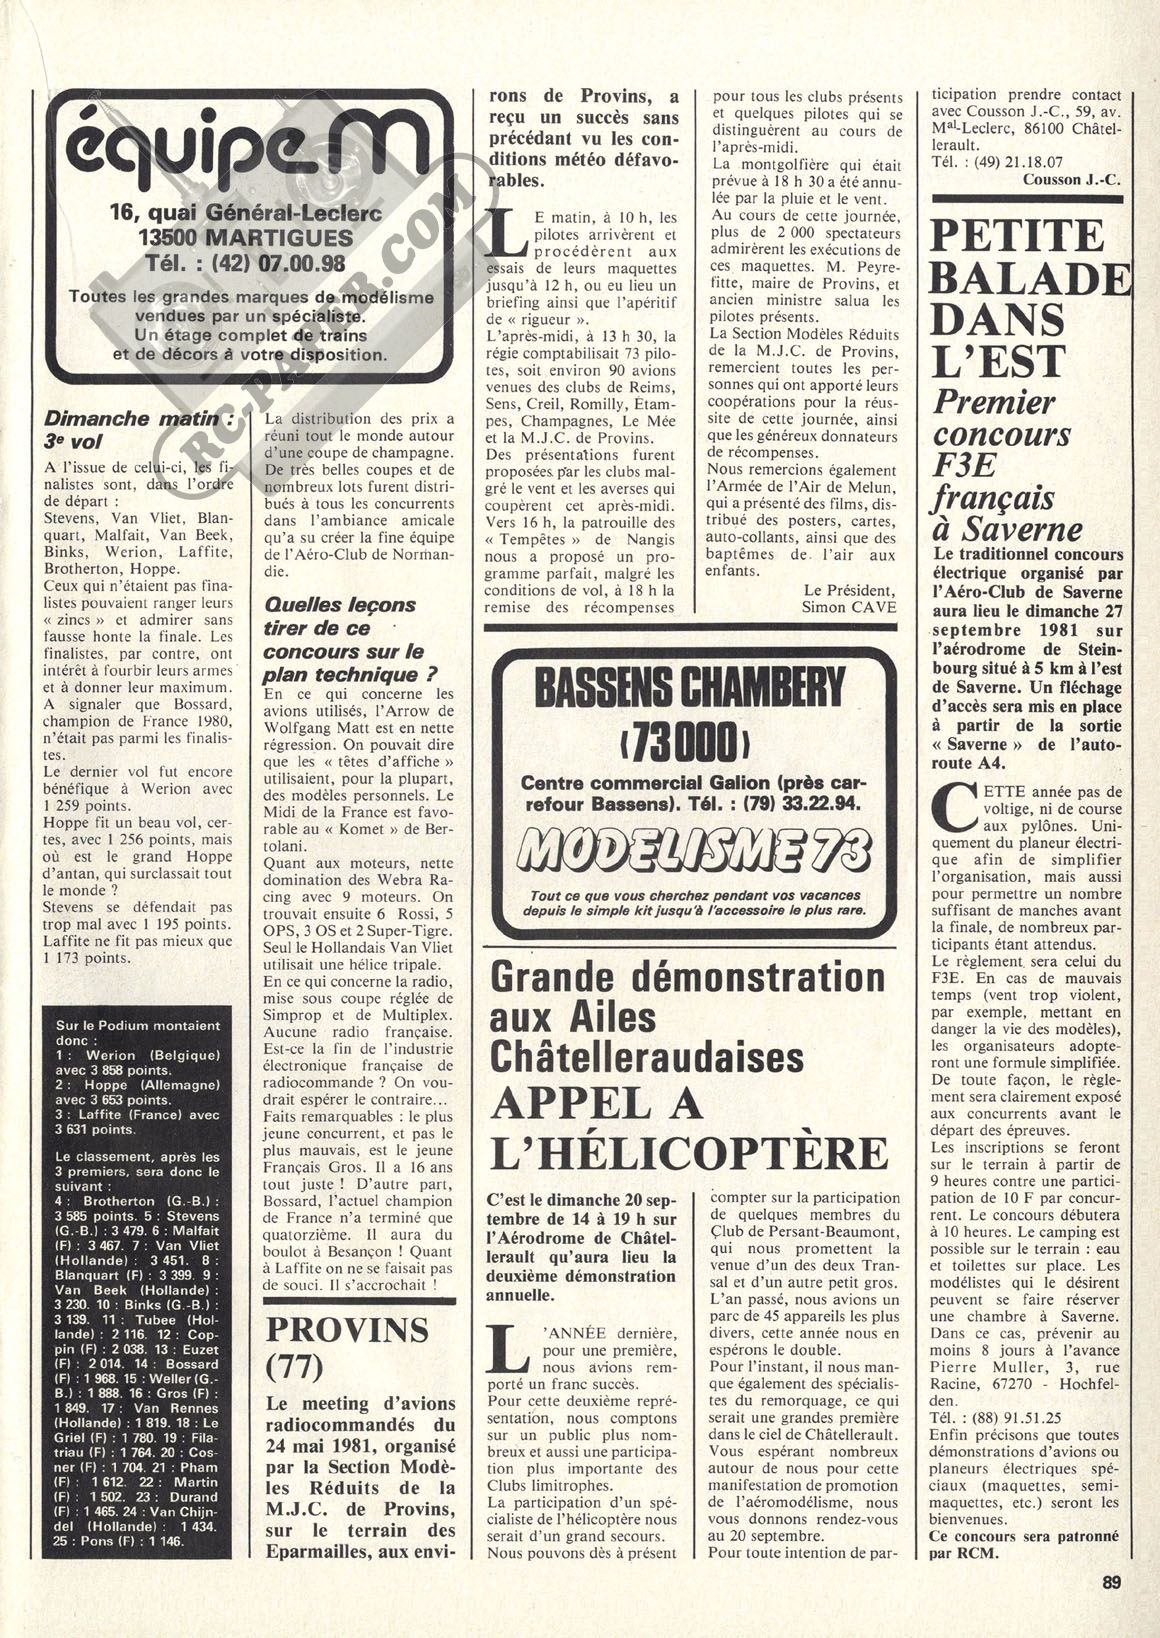 équipe M
16, quai Général-Leclerc
13500 MARTIGUES
Tél. : (42) 07.00.98
Toutes les grandes marques de modélisme
vendues par un spécialiste.
Un étage complet de trains
et de décors à votre disposition.
RC-PAPER.COM
Dimanche matin :
3e vol
A l'issue de celui-ci, les fi-
nalistes sont, dans l'ordre
de départ :
Stevens, Van Vliet, Blan-
quart, Malfait, Van Beek,
Binks, Werion, Laffite,
Brotherton, Hoppe.
Ceux qui n'étaient pas fina-
listes pouvaient ranger leurs
« zincs » et admirer sans
fausse honte la finale. Les
finalistes, par contre, ont
intérêt à fourbir leurs armes
et à donner leur maximum.
A signaler que Bossard,
champion de France 1980,
n'était pas parmi les finalis-
tes.
Le dernier vol fut encore
bénéfique à Werion avec
1 259 points.
Hoppe fit un beau vol, cer-
tes, avec 1 256 points, mais
où est le grand Hoppe
d'antan, qui surclassait tout
le monde ?
Stevens se défendait pas
trop mal avec 1 195 points.
Laffite ne fit pas mieux que
1 173 points.
Sur le Podium montaient
donc :
1 : Werion (Belgique)
avec 3 858 points.
2 : Hoppe (Allemagne)
avec 3 653 points.
3 : Laffite (France) avec
3 631 points.
Le classement, après les
3 premiers, sera donc le
suivant :
4 : Brotherton (G.-B.) :
3 585 points. 5 : Stevens
(G.-B.) : 3 479. 6 : Malfait
(F) : 3 467. 7 : Van Vliet
(Hollande) : 3 451. 8 :
Blanquart (F) : 3 399. 9 :
Van Beek (Hollande) :
3 230. 10 : Binks (G.-B.) :
3 139. 11 : Tubee (Hol-
lande) : 2 116. 12 : Cop-
pin (F) : 2 038. 13 : Euzet
(F) : 2 014. 14 : Bossard
(F) : 1 968. 15 : Weller (G.-
B.) : 1 888. 16 : Gros (F) :
1 849. 17 : Van Rennes
(Hollande) : 1 819. 18 : Le
Griel (F) : 1 780. 19 : Fila-
triau (F) : 1 764. 20 : Cos-
ner (F) : 1 704. 21 : Pham
(F) : 1 612. 22 : Martin
(F) : 1 502. 23 : Durand
(F) : 1 465. 24 : Van Chijn-
del (Hollande) : 1 434.
25 : Pons (F) : 1 146.
La distribution des prix a
réuni tout le monde autour
d'une coupe de champagne.
De très belles coupes et de
nombreux lots furent distri-
bués à tous les concurrents
dans l'ambiance amicale
qu'a su créer la fine équipe
de l'Aéro-Club de Norman-
die.
Quelles leçons
tirer de ce
concours sur le
plan technique ?
En ce qui concerne les
avions utilisés, l'Arrow de
Wolfgang Matt est en nette
régression. On pouvait dire
que les « têtes d'affiche »
utilisaient, pour la plupart,
des modèles personnels. Le
Midi de la France est favo-
rable au « Komet » de Ber-
tolani.
Quant aux moteurs, nette
domination des Webra Ra-
cing avec 9 moteurs. On
trouvait ensuite 6 Rossi, 5
OPS, 3 OS et 2 Super-Tigre.
Seul le Hollandais Van Vliet
utilisait une hélice tripale.
En ce qui concerne la radio,
mise sous coupe réglée de
Simprop et de Multiplex.
Aucune radio française.
Est-ce la fin de l'industrie
électronique française de
radiocommande ? On vou-
drait espérer le contraire...
Faits remarquables : le plus
jeune concurrent, et pas le
plus mauvais, est le jeune
Français Gros. Il a 16 ans
tout juste ! D'autre part,
Bossard, l'actuel champion
de France n'a terminé que
quatorzième. Il aura du
boulot à Besançon ! Quant
à Laffite on ne se faisait pas
de souci. Il s'accrochait !
PROVINS
(77)
Le meeting d'avions
radiocommandés du
24 mai 1981, organisé
par la Section Modè-
les Réduits de la
M.J.C. de Provins,
sur le terrain des
Eparmailles, aux envi-
rons de Provins, a
reçu un succès sans
précédant vu les con-
ditions météo défavo-
rables.
LE matin, à 10 h, les
pilotes arrivèrent et
procédèrent aux
essais de leurs maquettes
jusqu'à 12 h, ou eu lieu un
briefing ainsi que l'apéritif
de « rigueur ».
L'après-midi, à 13 h 30, la
régie comptabilisait 73 pilo-
tes, soit environ 90 avions
venues des clubs de Reims,
Sens, Creil, Romilly, Étam-
pes, Champagnes, Le Mée
et la M.J.C. de Provins.
Des présentations furent
proposées par les clubs mal-
gré le vent et les averses qui
coupèrent cet après-midi.
Vers 16 h, la patrouille des
« Tempêtes » de Nangis
nous a proposé un pro-
gramme parfait, malgré les
conditions de vol, à 18 h la
remise des récompenses
pour tous les clubs présents
et quelques pilotes qui se
distinguèrent au cours de
l'après-midi.
La montgolfière qui était
prévue à 18 h 30 a été annu-
lée par la pluie et le vent.
Au cours de cette journée,
plus de 2 000 spectateurs
admirèrent les exécutions de
ces maquettes. M. Peyre-
fitte, maire de Provins, et
ancien ministre salua les
pilotes présents.
La Section Modèles Réduits
de la M.J.C. de Provins,
remercient toutes les per-
sonnes qui ont apporté leurs
coopérations pour la réus-
site de cette journée, ainsi
que les généreux donnateurs
de récompenses.
Nous remercions également
l'Armée de l'Air de Melun,
qui a présenté des films, dis-
tribué des posters, cartes,
auto-collants, ainsi que des
baptêmes de l'air aux
enfants.
Le Président,
Simon CAVE
BASSENS CHAMBERY
(73000)
Centre commercial Galion (près car-
refour Bassens). Tél. : (79) 33.22.94.
MODELISME 73
Tout ce que vous cherchez pendant vos vacances
depuis le simple kit jusqu'à l'accessoire le plus rare.
Grande démonstration
aux Ailes
Châtelleraudaises
APPEL A
L'HÉLICOPTÈRE
C'est le dimanche 20 sep-
tembre de 14 à 19 h sur
l'Aérodrome de Châtel-
lerault qu'aura lieu la
deuxième démonstration
annuelle.
L'ANNÉE dernière,
pour une première,
nous avions rem-
porté un franc succès.
Pour cette deuxième repré-
sentation, nous comptons
sur un public plus nom-
breux et aussi une participa-
tion plus importante des
Clubs limitrophes.
La participation d'un spé-
cialiste de l'hélicoptère nous
serait d'un grand secours.
Nous pouvons dès à présent
compter sur la participation
de quelques membres du
Club de Persant-Beaumont,
qui nous promettent la
venue d'un des deux Tran-
sal et d'un autre petit gros.
L'an passé, nous avions un
parc de 45 appareils les plus
divers, cette année nous en
espérons le double.
Pour l'instant, il nous man-
que également des spécialis-
tes du remorquage, ce qui
serait une grandes première
dans le ciel de Châtellerault.
Vous espérant nombreux
autour de nous pour cette
manifestation de promotion
de l'aéromodélisme, nous
vous donnons rendez-vous
au 20 septembre.
Pour toute intention de par-
ticipation prendre contact
avec Cousson J.-C., 59, av.
Mal-Leclerc, 86100 Châtel-
lerault.
Tél. : (49) 21.18.07
Cousson J.-C.
PETITE
BALADE
DANS
L'EST
Premier
concours
F3E
français
à Saverne
Le traditionnel concours
électrique organisé par
l'Aéro-Club de Saverne
aura lieu le dimanche 27
septembre 1981 sur
l'aérodrome de Stein-
bourg situé à 5 km à l'est
de Saverne. Un fléchage
d'accès sera mis en place
à partir de la sortie
« Saverne » de l'auto-
route A4.
CETTE année pas de
voltige, ni de course
aux pylônes. Uni-
quement du planeur électri-
que afin de simplifier
l'organisation, mais aussi
pour permettre un nombre
suffisant de manches avant
la finale, de nombreux par-
ticipants étant attendus.
Le règlement sera celui du
F3E. En cas de mauvais
temps (vent trop violent,
par exemple, mettant en
danger la vie des modèles),
les organisateurs adopte-
ront une formule simplifiée.
De toute façon, le règle-
ment sera clairement exposé
aux concurrents avant le
départ des épreuves.
Les inscriptions se feront
sur le terrain à partir de
9 heures contre une partici-
pation de 10 F par concur-
rent. Le concours débutera
à 10 heures. Le camping est
possible sur le terrain : eau
et toilettes sur place. Les
modélistes qui le désirent
peuvent se faire réserver
une chambre à Saverne.
Dans ce cas, prévenir au
moins 8 jours à l'avance
Pierre Muller, 3, rue
Racine, 67270 - Hochfel-
den.
Tél. : (88) 91.51.25
Enfin précisons que toutes
démonstrations d'avions ou
planeurs électriques spé-
ciaux (maquettes, semi-
maquettes, etc.) seront les
bienvenues.
Ce concours sera patronné
par RCM.
89